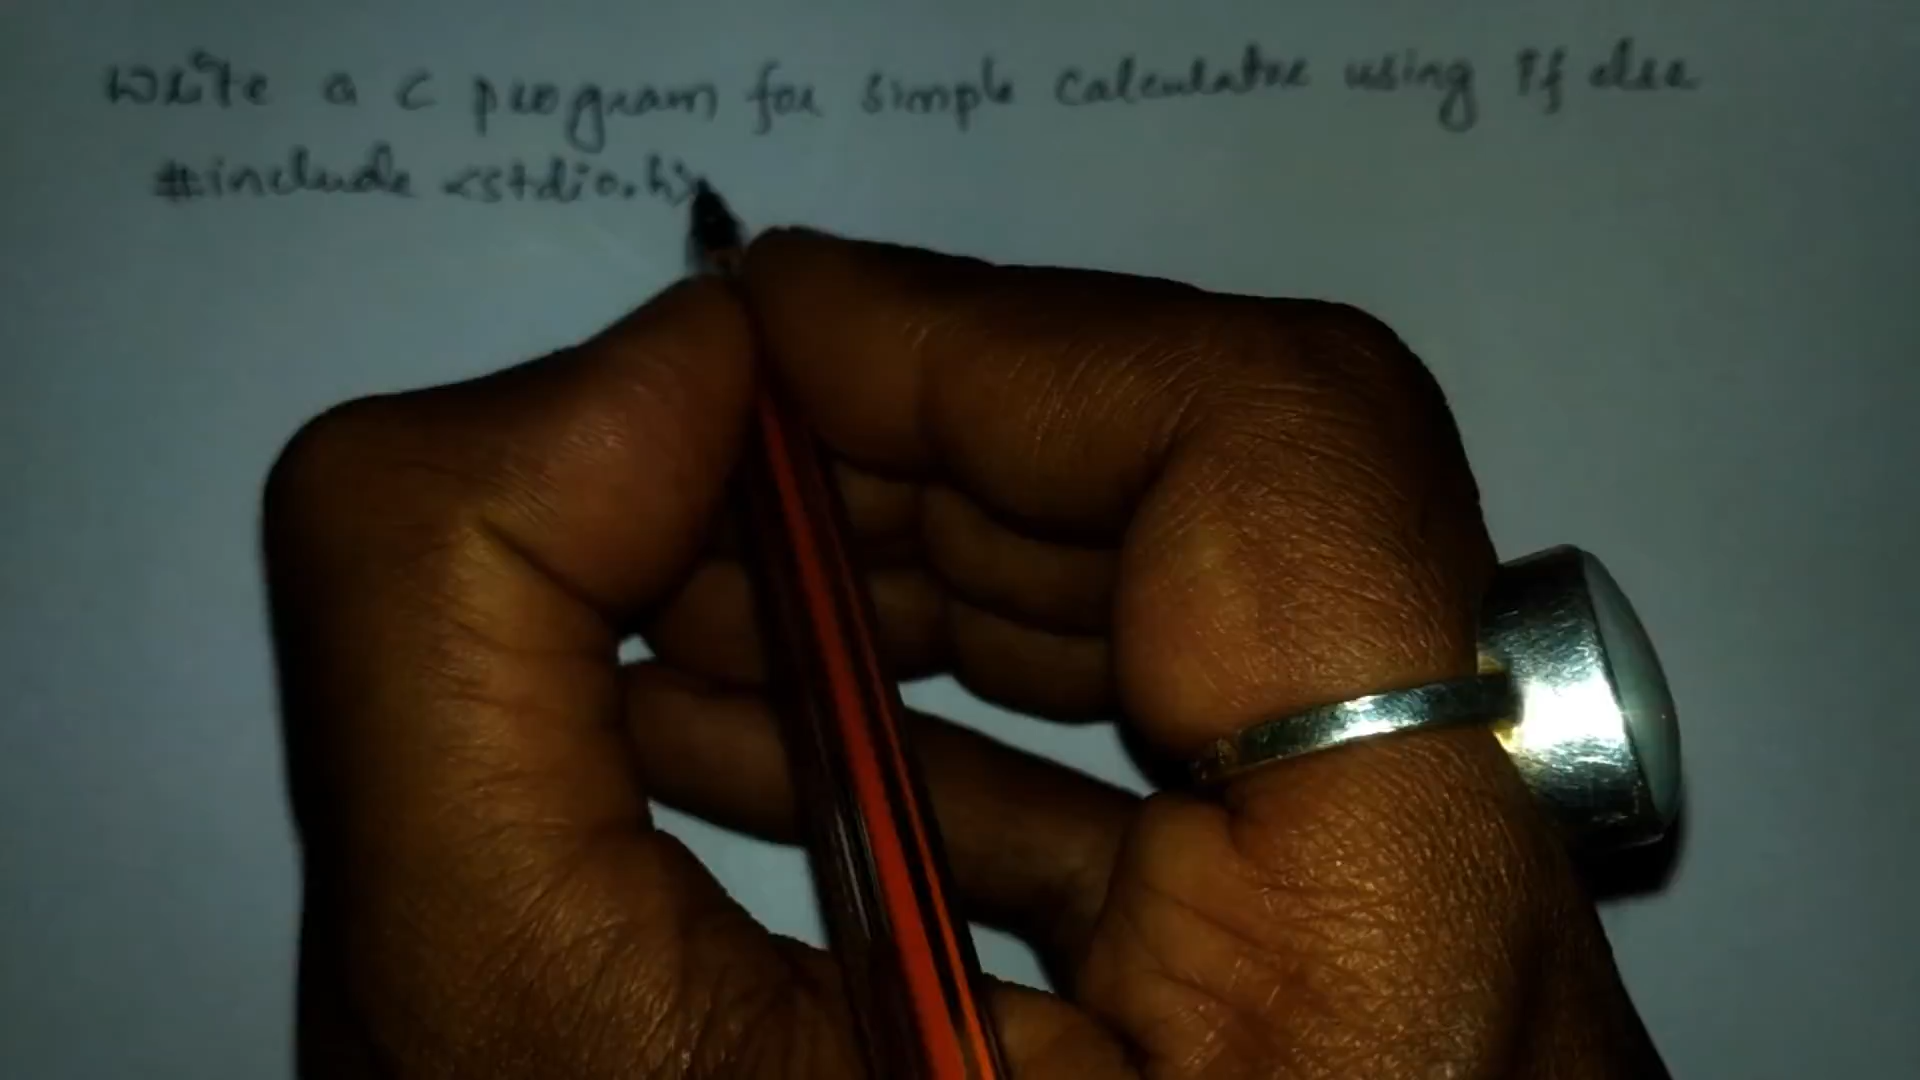 Write a C program for simple calculator using if else
#include <stdio.h>